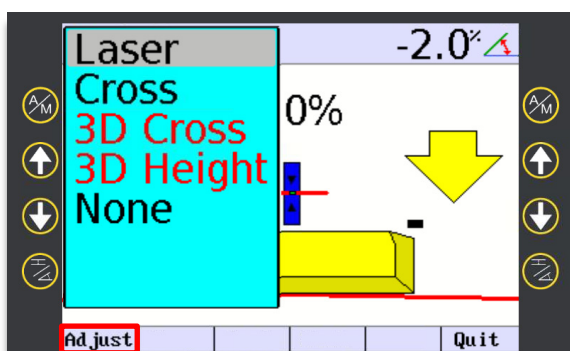 Laser
-2.0%
Cross
0%
3D Cross
3D Height
None
A/M
A/M
Adjust
Quit